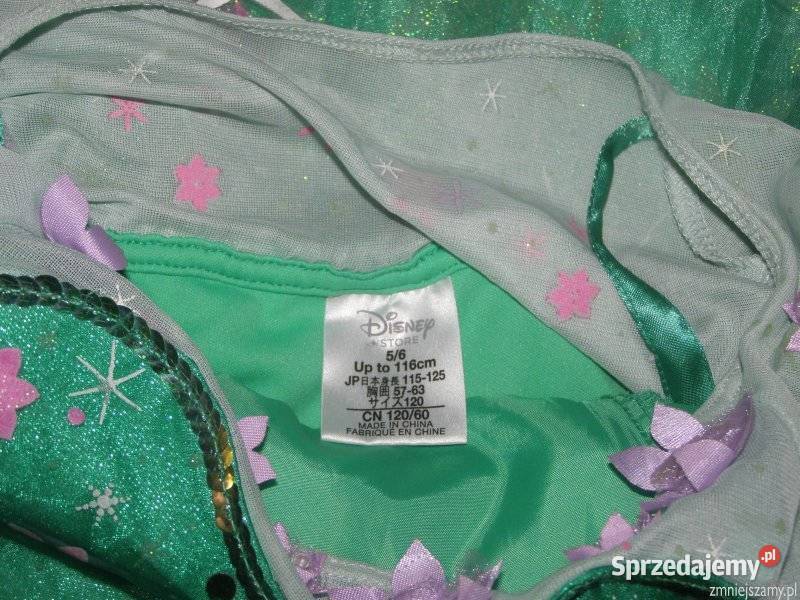 Disney
STORE
5/6
Up to 116cm
JP日本身長 115-125
胸囲 57-63
サイズ120
CN 120/60
MADE IN CHINA
FABRIQUÉ EN CHINE
Sprzedajemy.pl
zmniejszamy.pl